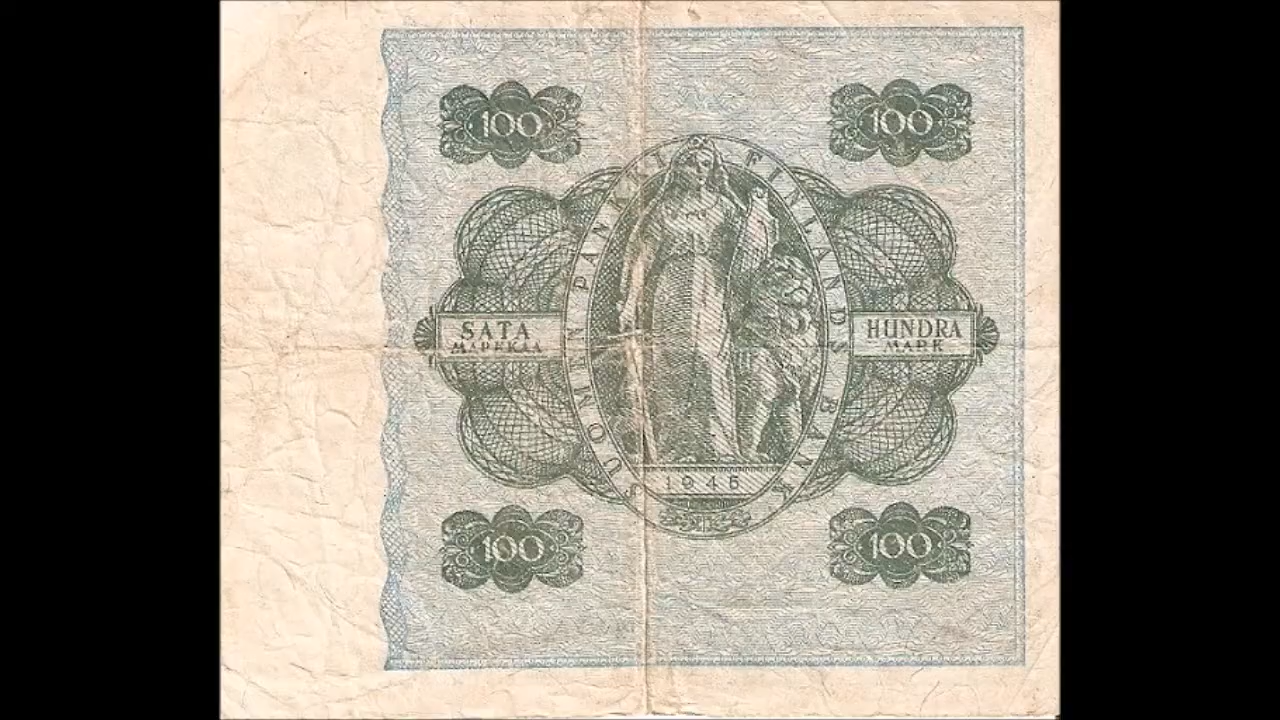 100
100
SUOMEN PANKKI FINLANDS BANK
SATA
MARKKAA
HUNDRA
MARK
1945
100
100